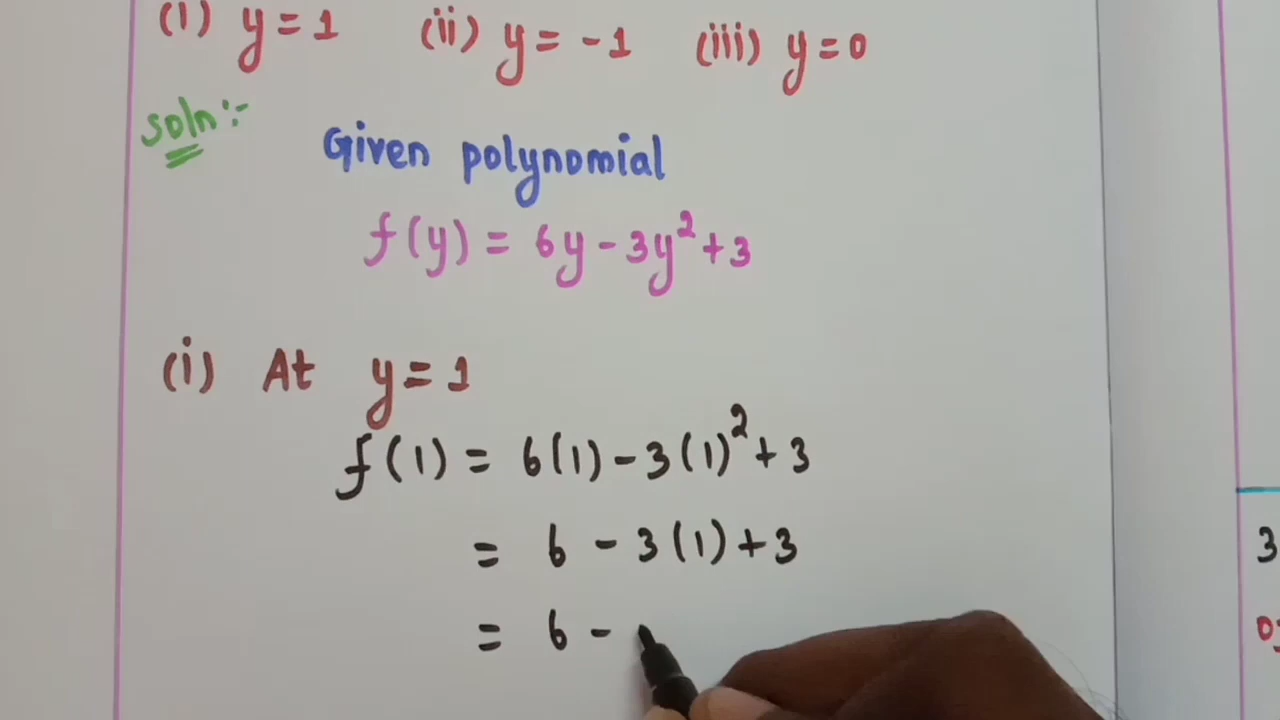 (i) y = 1 (ii) y = -1 (iii) y = 0
Soln:-
Given polynomial
f(y) = 6y - 3y² + 3
(i) At y = 1
f(1) = 6(1) - 3(1)² + 3
= 6 - 3(1) + 3
= 6 -
3